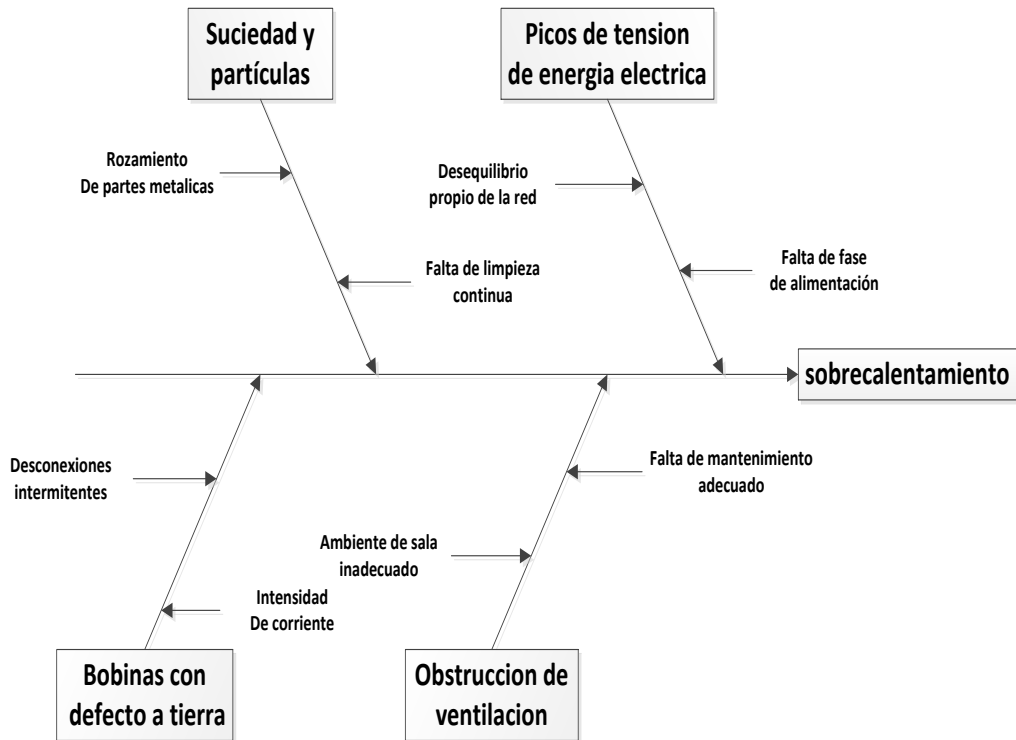 Suciedad y
partículas
Picos de tension
de energia electrica
Rozamiento
De partes metalicas
Desequilibrio
propio de la red
Falta de limpieza
continua
Falta de fase
de alimentación
sobrecalentamiento
Desconexiones
intermitentes
Falta de mantenimiento
adecuado
Ambiente de sala
inadecuado
Intensidad
De corriente
Bobinas con
defecto a tierra
Obstruccion de
ventilacion